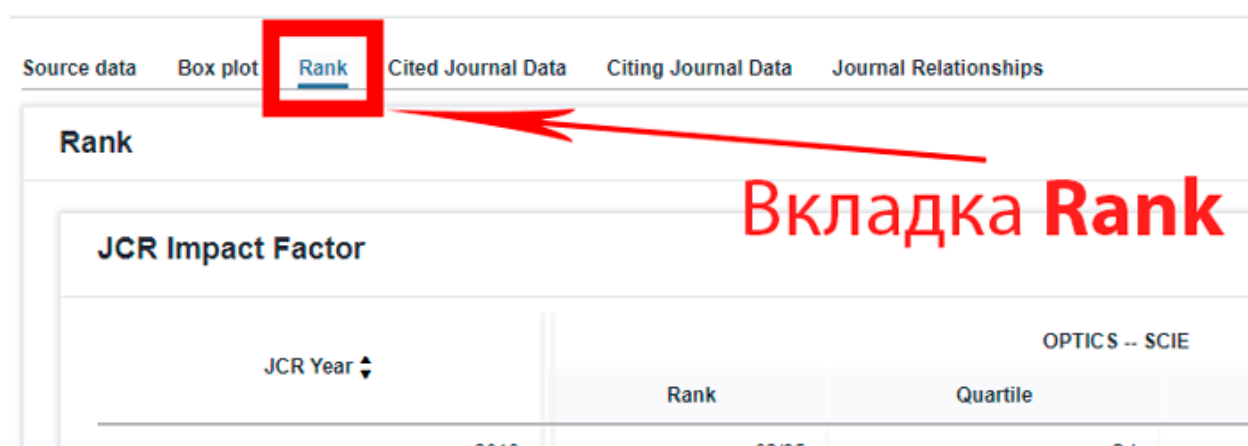 Source data Box plot Rank Cited Journal Data Citing Journal Data Journal Relationships
Rank
Вкладка Rank
JCR Impact Factor
OPTICS -- SCIE
JCR Year
Rank Quartile